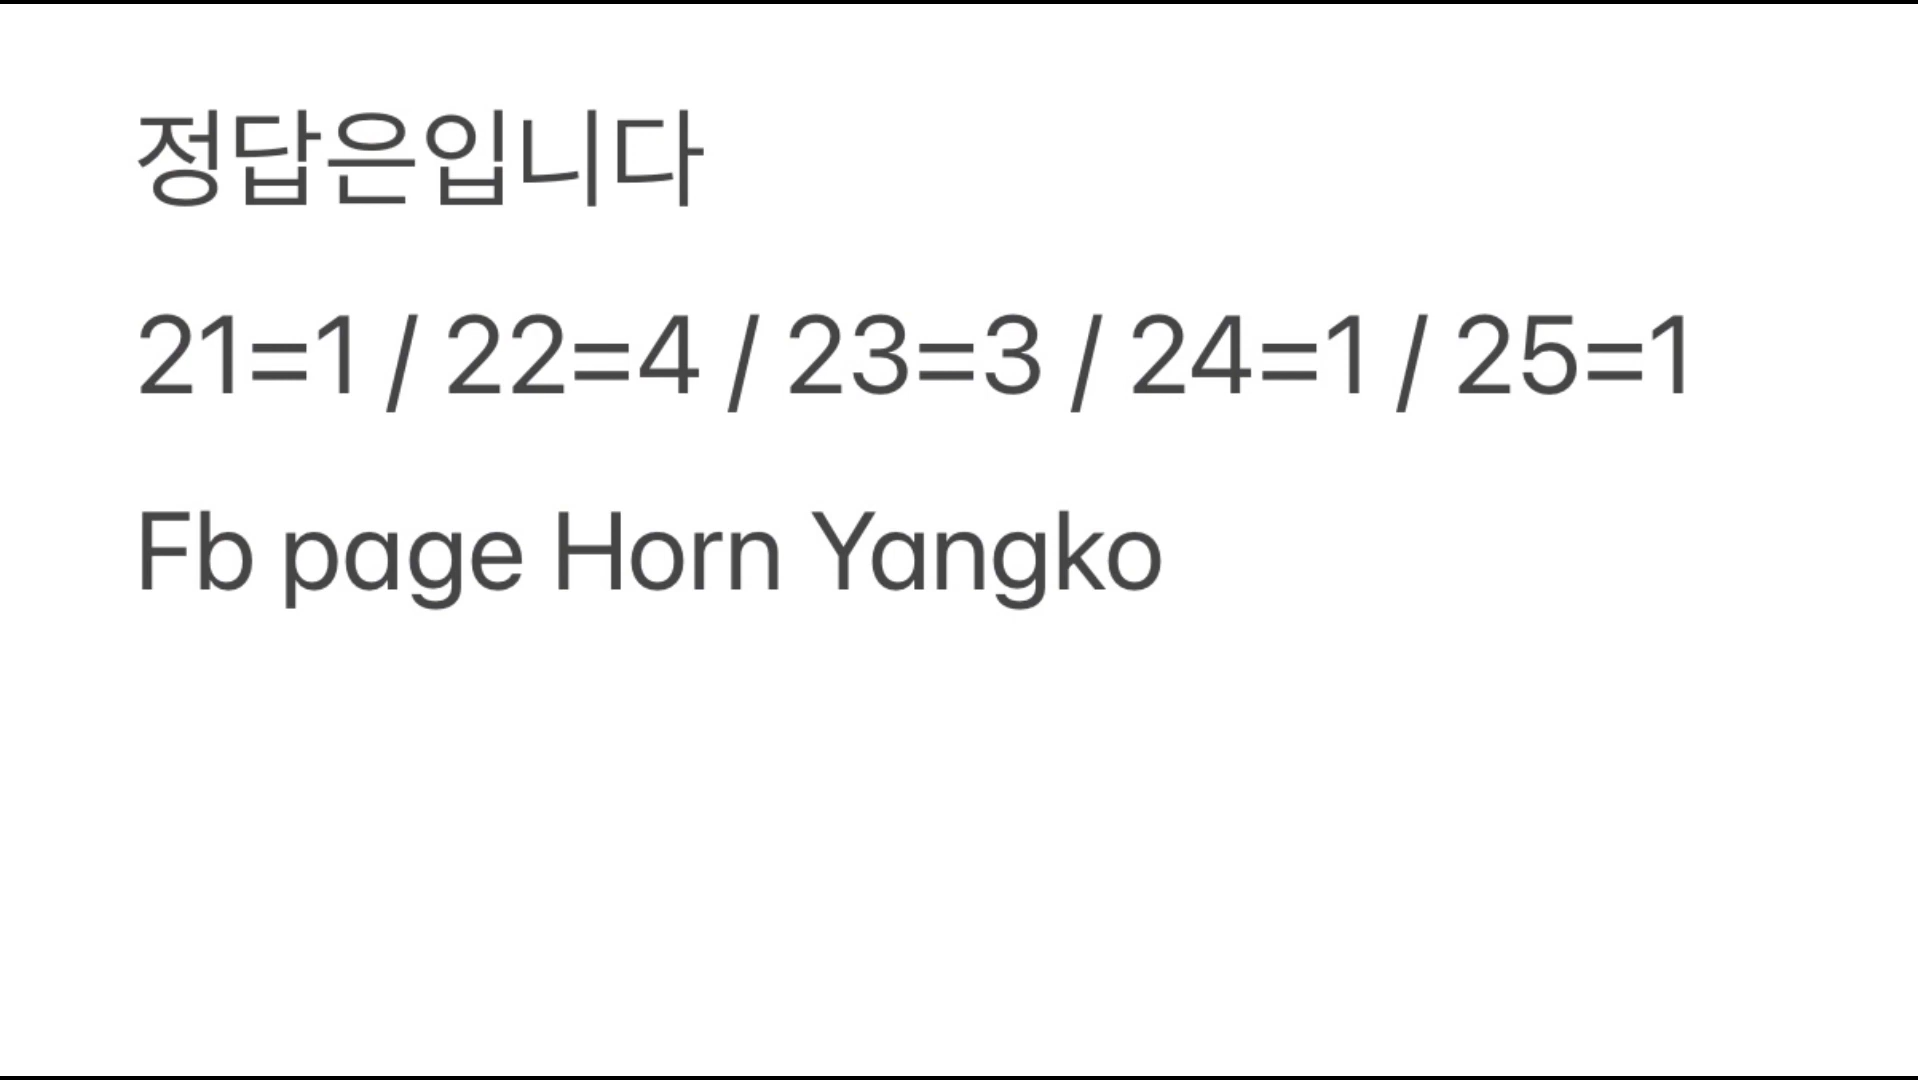 정답은입니다
21=1 / 22=4 / 23=3 / 24=1 / 25=1
Fb page Horn Yangko